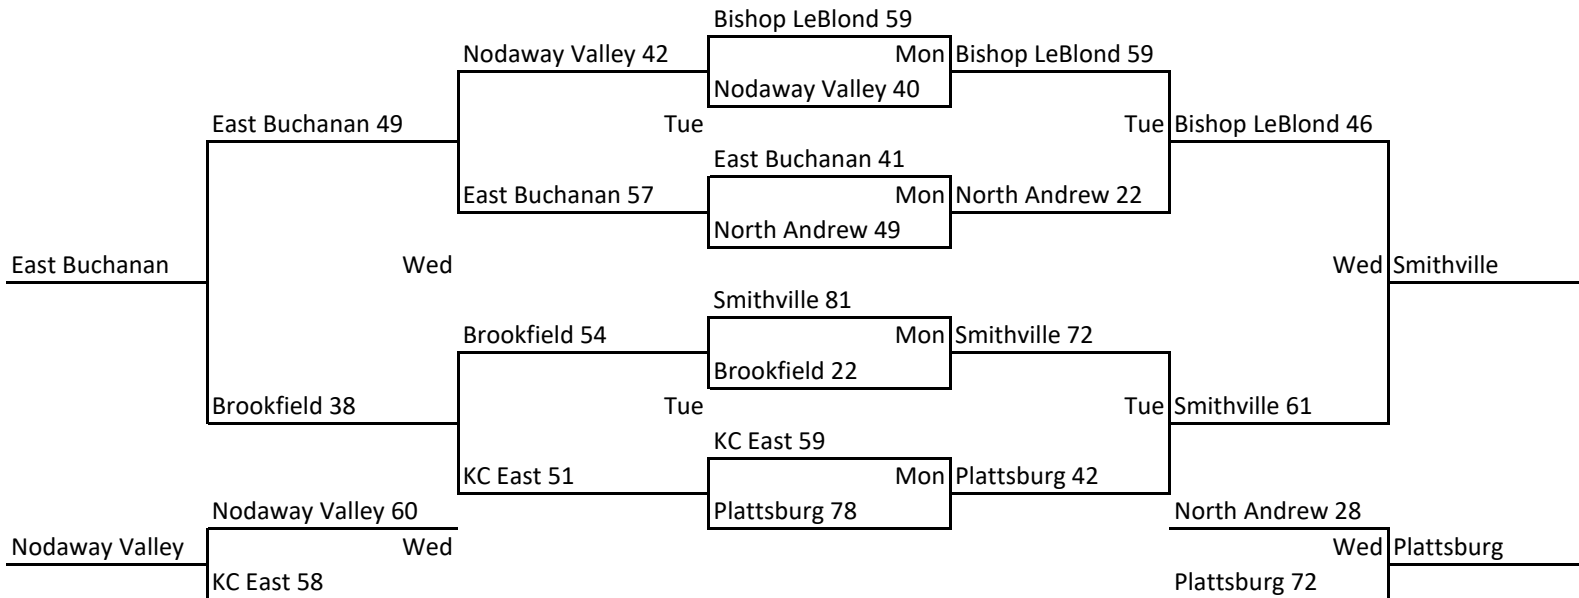 Bishop LeBlond 59
Nodaway Valley 42
Mon
Bishop LeBlond 59
Nodaway Valley 40
East Buchanan 49
Tue
Tue
Bishop LeBlond 46
East Buchanan 41
East Buchanan 57
Mon
North Andrew 22
North Andrew 49
East Buchanan
Wed
Wed
Smithville
Smithville 81
Brookfield 54
Mon
Smithville 72
Brookfield 22
Brookfield 38
Tue
Tue
Smithville 61
KC East 59
KC East 51
Mon
Plattsburg 42
Nodaway Valley 60
Plattsburg 78
North Andrew 28
Nodaway Valley
Wed
Wed
Plattsburg
KC East 58
Plattsburg 72